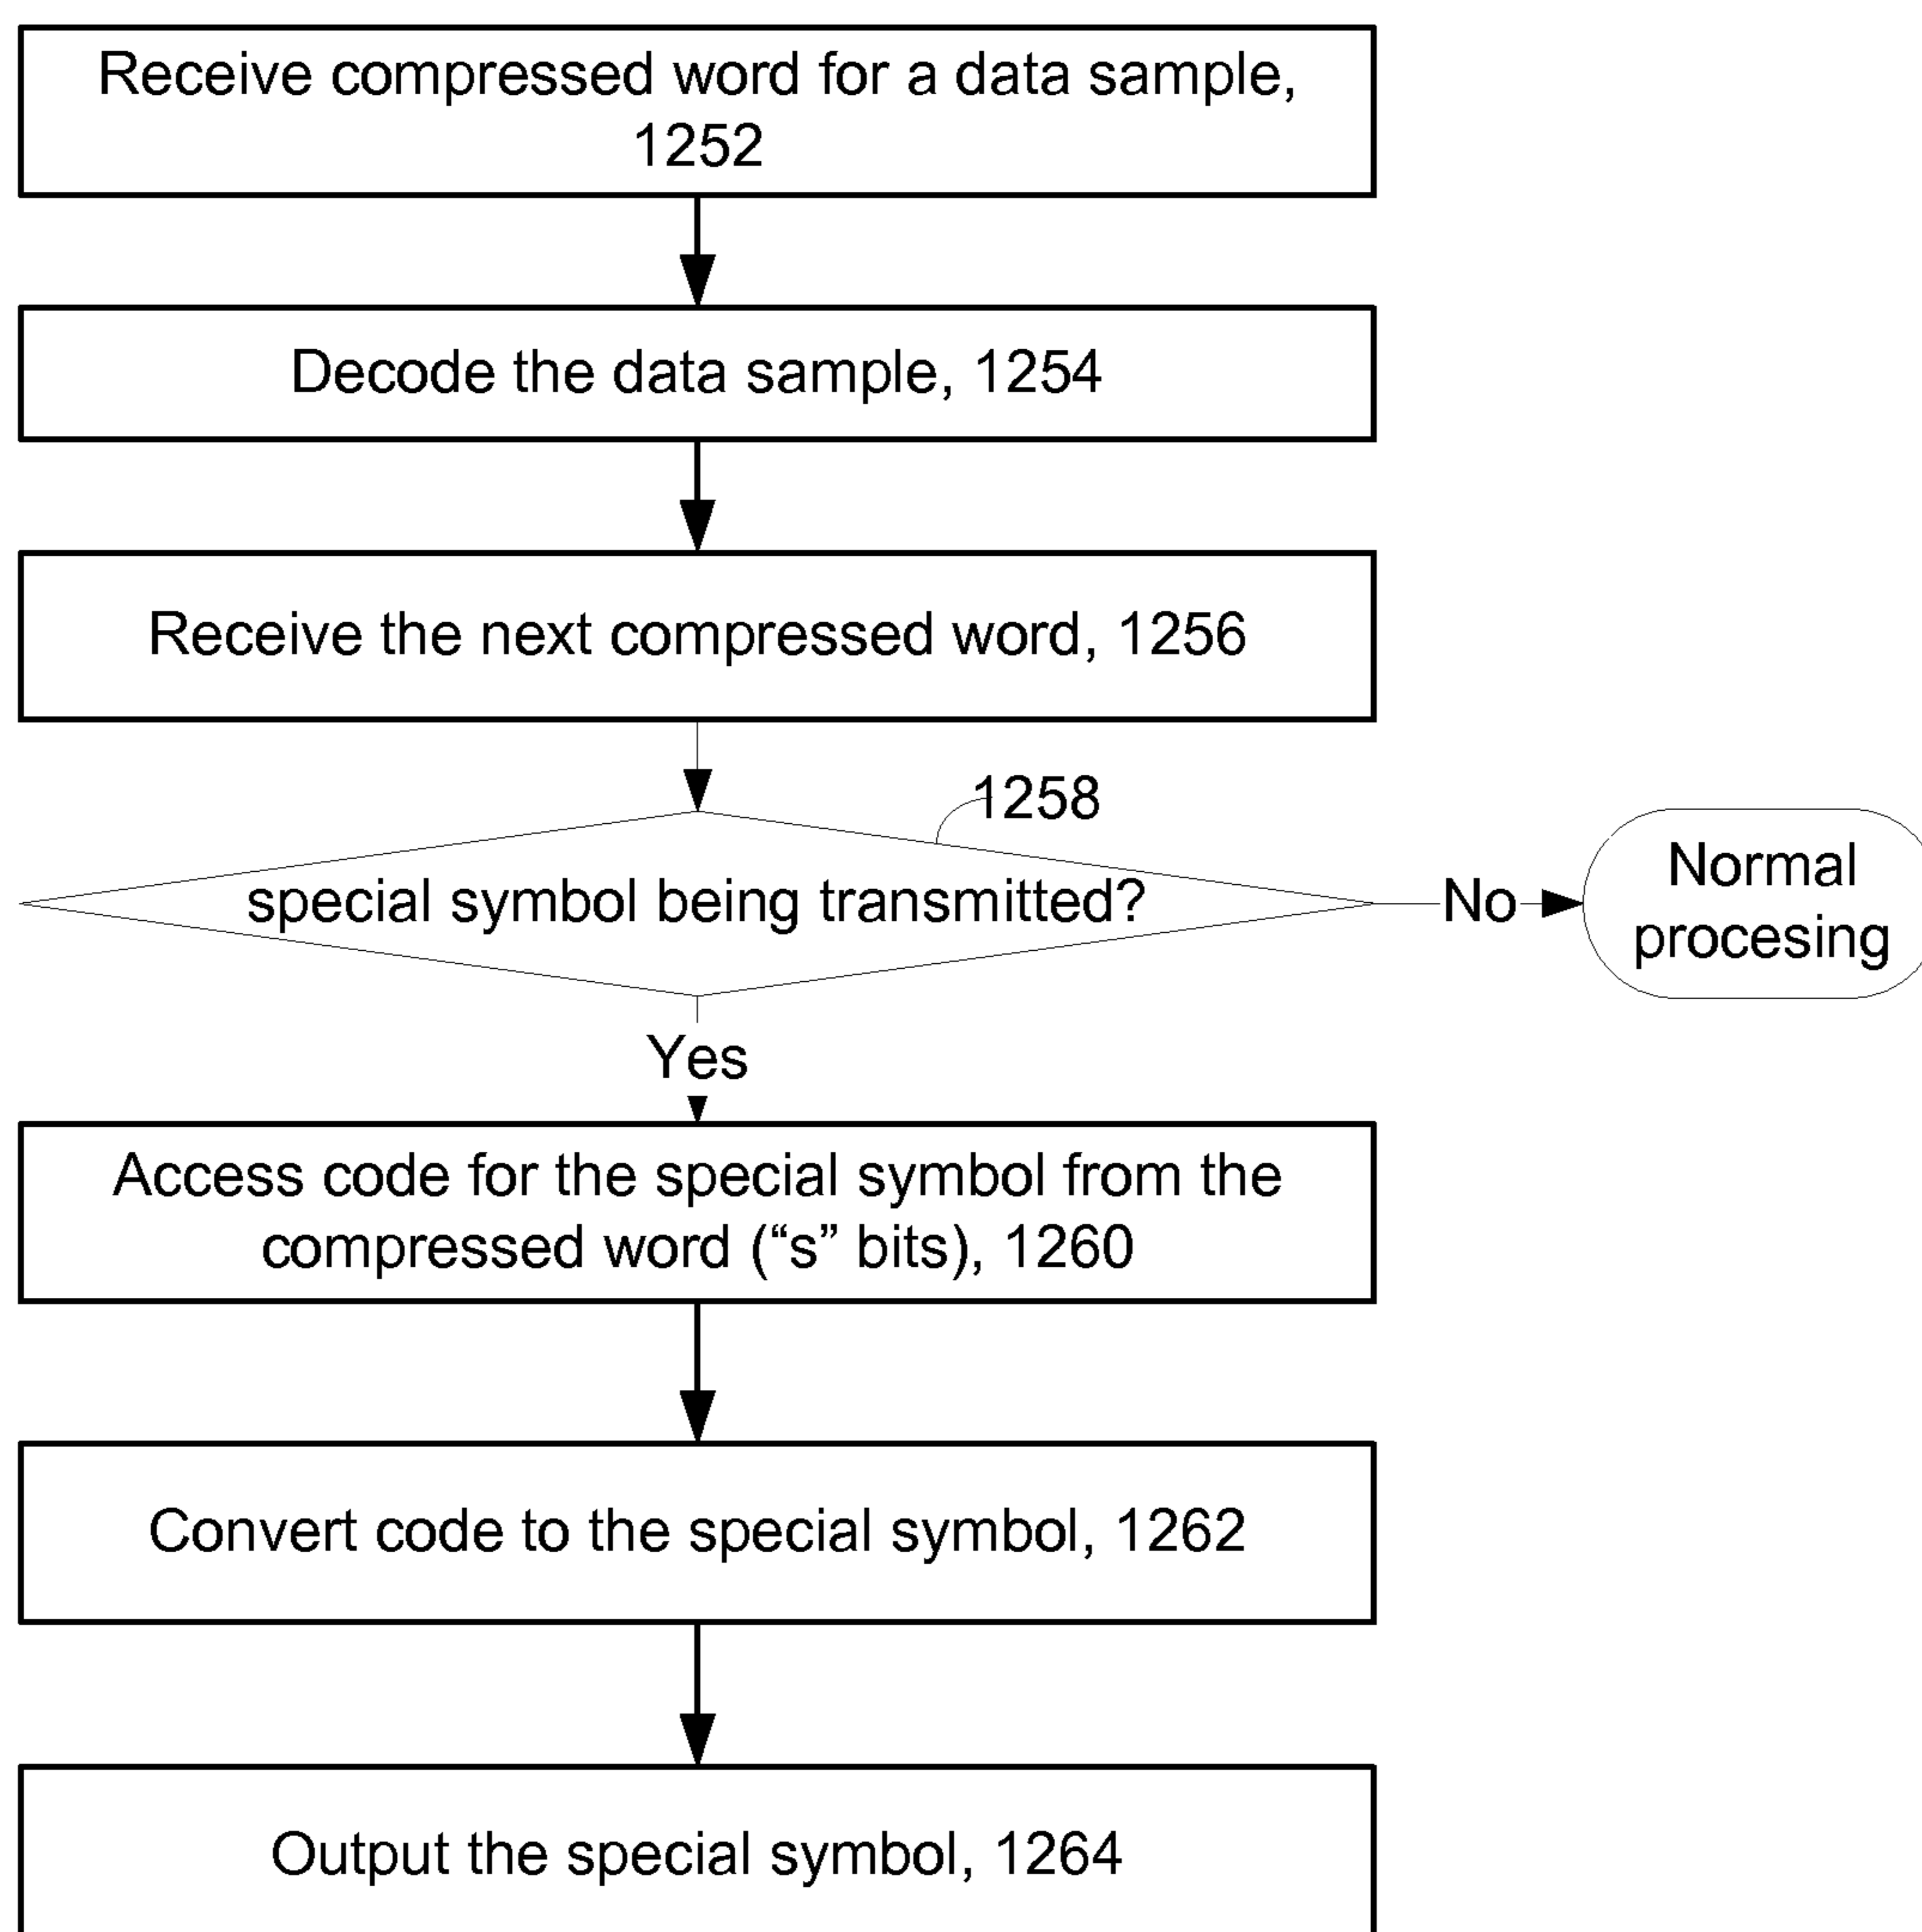 Receive compressed word for a data sample,
1252
Decode the data sample, 1254
Receive the next compressed word, 1256
1258
special symbol being transmitted?
No
Normal
procesing
Yes
Access code for the special symbol from the
compressed word (“s” bits), 1260
Convert code to the special symbol, 1262
Output the special symbol, 1264